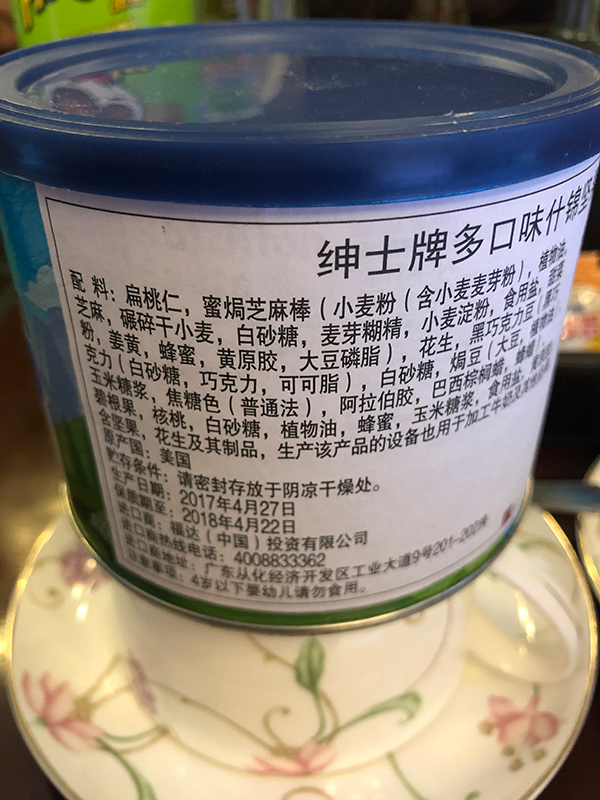 绅士牌多口味什锦坚
配 料：扁桃仁，蜜焗芝麻棒（小麦粉（含小麦麦芽粉），植物油，
芝麻，碾碎干小麦，白砂糖，麦芽糊精，小麦淀粉，食用盐，
粉，姜黄，蜂蜜，黄原胶，大豆磷脂），花生，黑巧克力豆（黑巧
克力（白砂糖，巧克力，可可脂），白砂糖，焗豆（大豆，植物油
玉米糖浆，焦糖色（普通法），阿拉伯胶，巴西棕榈蜡，
碧根果，核桃，白砂糖，植物油，蜂蜜，玉米糖浆，食用盐，
含坚果，花生及其制品，生产该产品的设备也用于加工牛奶及其
原产国：美国
贮存条件：请密封存放于阴凉干燥处。
生产日期：2017年4月27日
保质期至：2018年4月22日
进口商：福达（中国）投资有限公司
进口商热线电话：4008833362
进口商地址：广东从化经济开发区工业大道9号201-202房
注意事项：4岁以下婴幼儿请勿食用。